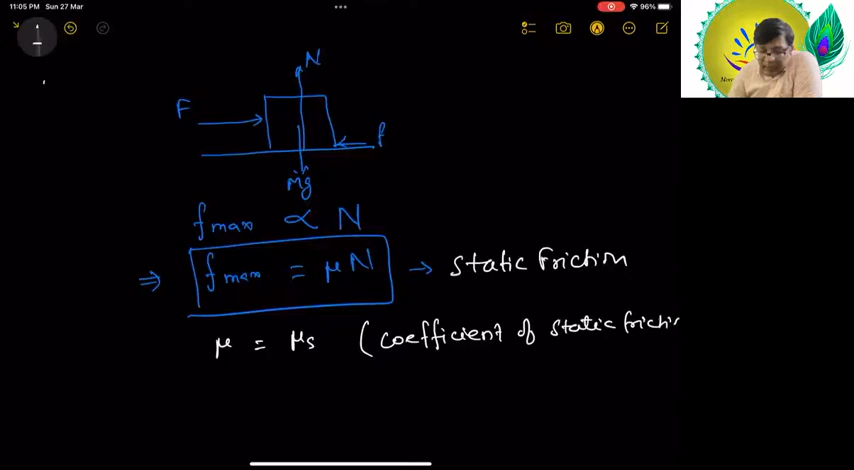 11:05 PM Sun 27 Mar
96%
N
F
f
mg
fmax ∝ N
⇒ fmax = μN → static friction
μ = μs (coefficient of static frictio